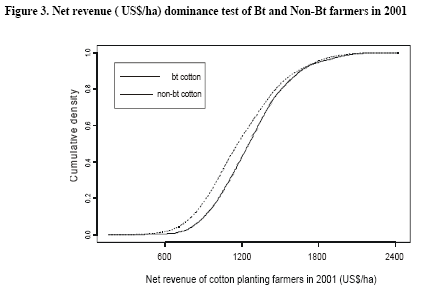 Figure 3. Net revenue ( US$/ha) dominance test of Bt and Non-Bt farmers in 2001
bt cotton
non-bt cotton
Cumulative density
1.0
0.8
0.6
0.4
0.2
0.0
600 1200 1800 2400
Net revenue of cotton planting farmers in 2001 (US$/ha)